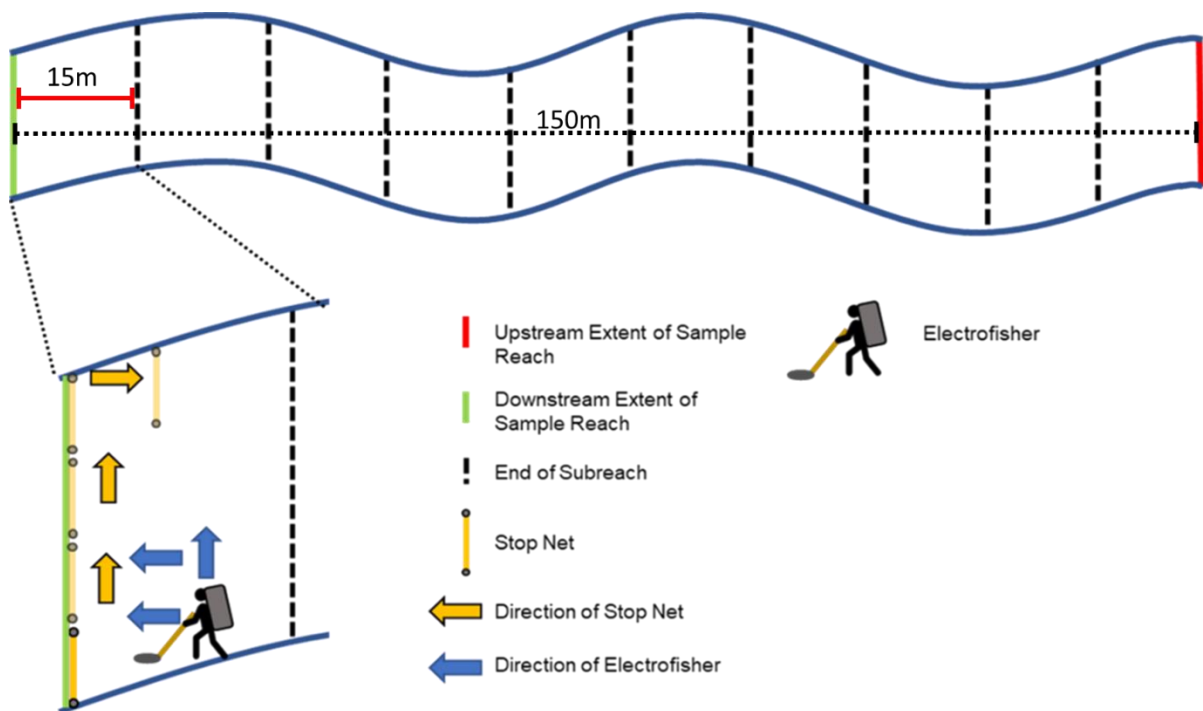 15m
150m
Upstream Extent of Sample
Reach
Electrofisher
Downstream Extent of
Sample Reach
End of Subreach
Stop Net
Direction of Stop Net
Direction of Electrofisher